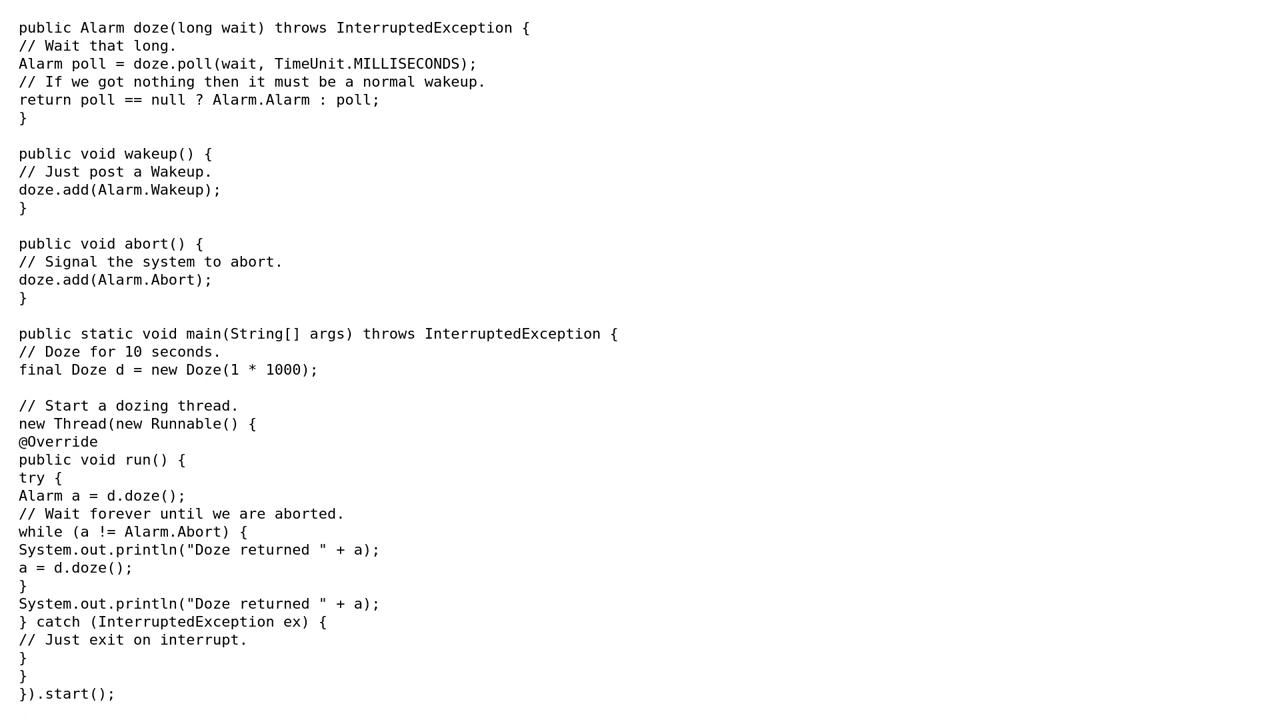 public Alarm doze(long wait) throws InterruptedException {
// Wait that long.
Alarm poll = doze.poll(wait, TimeUnit.MILLISECONDS);
// If we got nothing then it must be a normal wakeup.
return poll == null ? Alarm.Alarm : poll;
}

public void wakeup() {
// Just post a Wakeup.
doze.add(Alarm.Wakeup);
}

public void abort() {
// Signal the system to abort.
doze.add(Alarm.Abort);
}

public static void main(String[] args) throws InterruptedException {
// Doze for 10 seconds.
final Doze d = new Doze(1 * 1000);

// Start a dozing thread.
new Thread(new Runnable() {
@Override
public void run() {
try {
Alarm a = d.doze();
// Wait forever until we are aborted.
while (a != Alarm.Abort) {
System.out.println("Doze returned " + a);
a = d.doze();
}
System.out.println("Doze returned " + a);
} catch (InterruptedException ex) {
// Just exit on interrupt.
}
}
}).start();